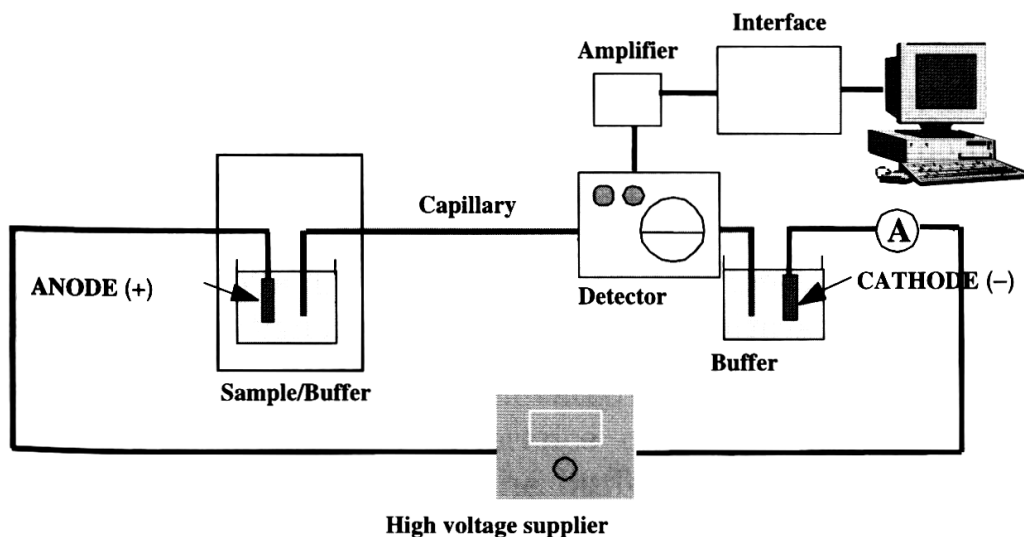 Interface
Amplifier
Capillary
A
ANODE (+)
CATHODE (−)
Detector
Buffer
Sample/Buffer
High voltage supplier